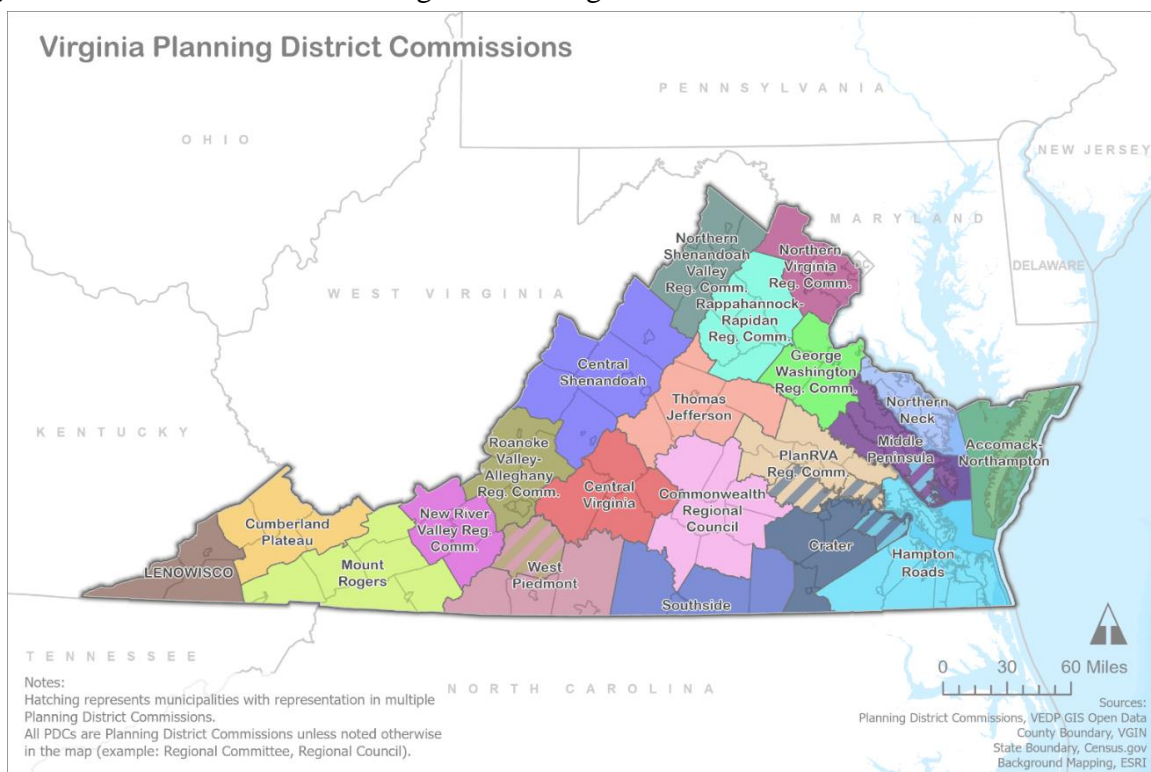 Virginia Planning District Commissions
PENNSYLVANIA
OHIO
NEW JERSEY
MARYLAND
DC
DELAWARE
WEST VIRGINIA
KENTUCKY
Northern
Shenandoah
Valley
Reg. Comm.
Northern
Virginia
Reg. Comm.
Rappahannock-
Rapidan
Reg. Comm.
Central
Shenandoah
George
Washington
Reg. Comm.
Thomas
Jefferson
Northern
Neck
Middle
Peninsula
Accomack-
Northampton
Roanoke
Valley-
Alleghany
Reg. Comm.
PlanRVA
Reg. Comm.
Central
Virginia
Commonwealth
Regional
Council
New River
Valley Reg.
Comm.
Cumberland
Plateau
LENOWISCO
Mount
Rogers
West
Piedmont
Southside
Crater
Hampton
Roads
TENNESSEE
NORTH CAROLINA
0 30 60 Miles
Notes:
Hatching represents municipalities with representation in multiple
Planning District Commissions.
All PDCs are Planning District Commissions unless noted otherwise
in the map (example: Regional Committee, Regional Council).
Sources:
Planning District Commissions, VEDP GIS Open Data
County Boundary, VGIN
State Boundary, Census.gov
Background Mapping, ESRI